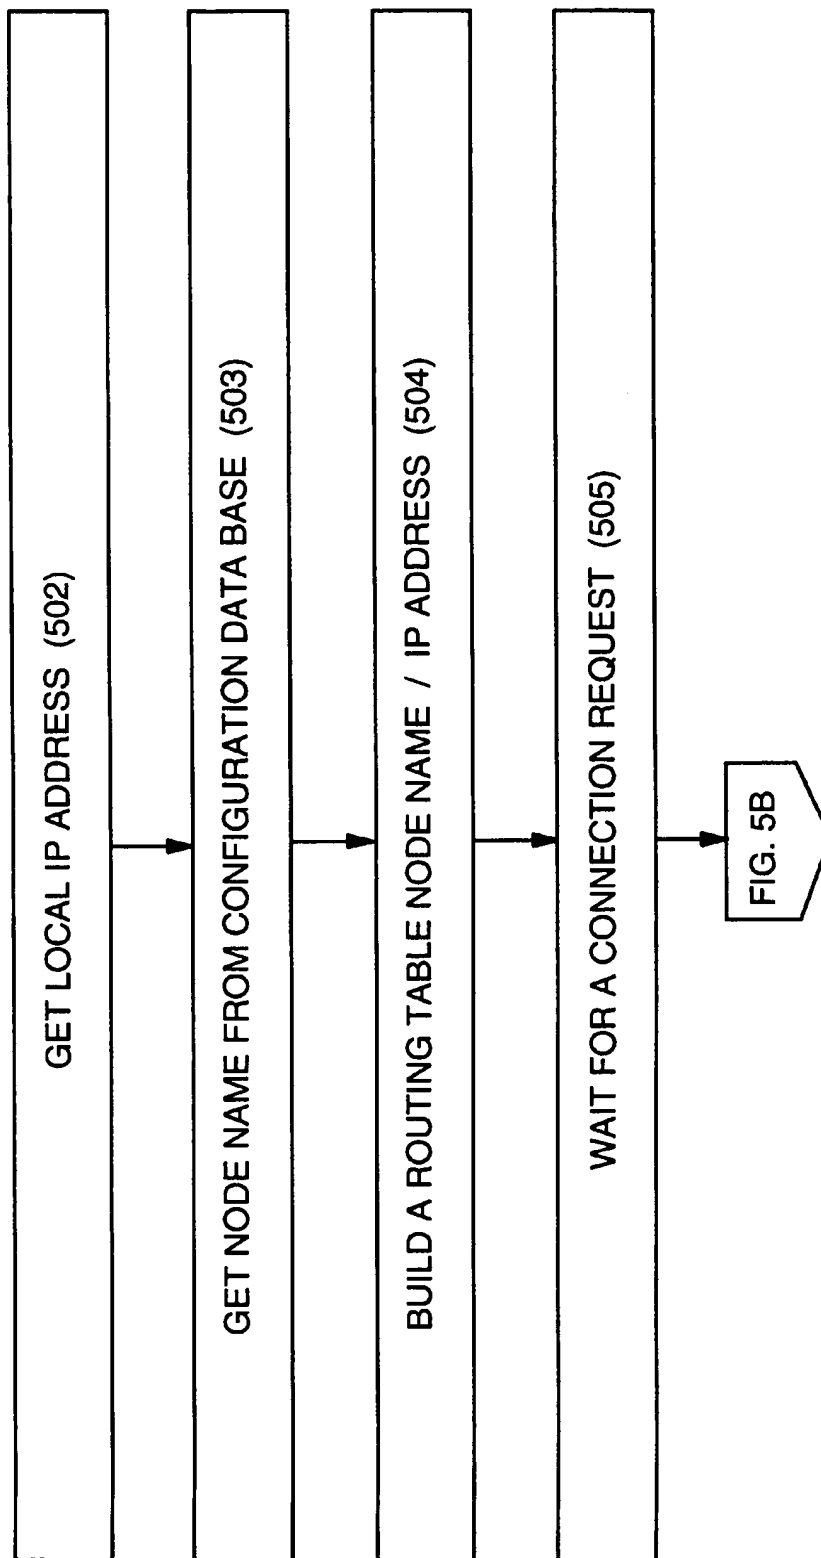 GET LOCAL IP ADDRESS (502)
GET NODE NAME FROM CONFIGURATION DATA BASE (503)
BUILD A ROUTING TABLE NODE NAME / IP ADDRESS (504)
WAIT FOR A CONNECTION REQUEST (505)
FIG. 5B